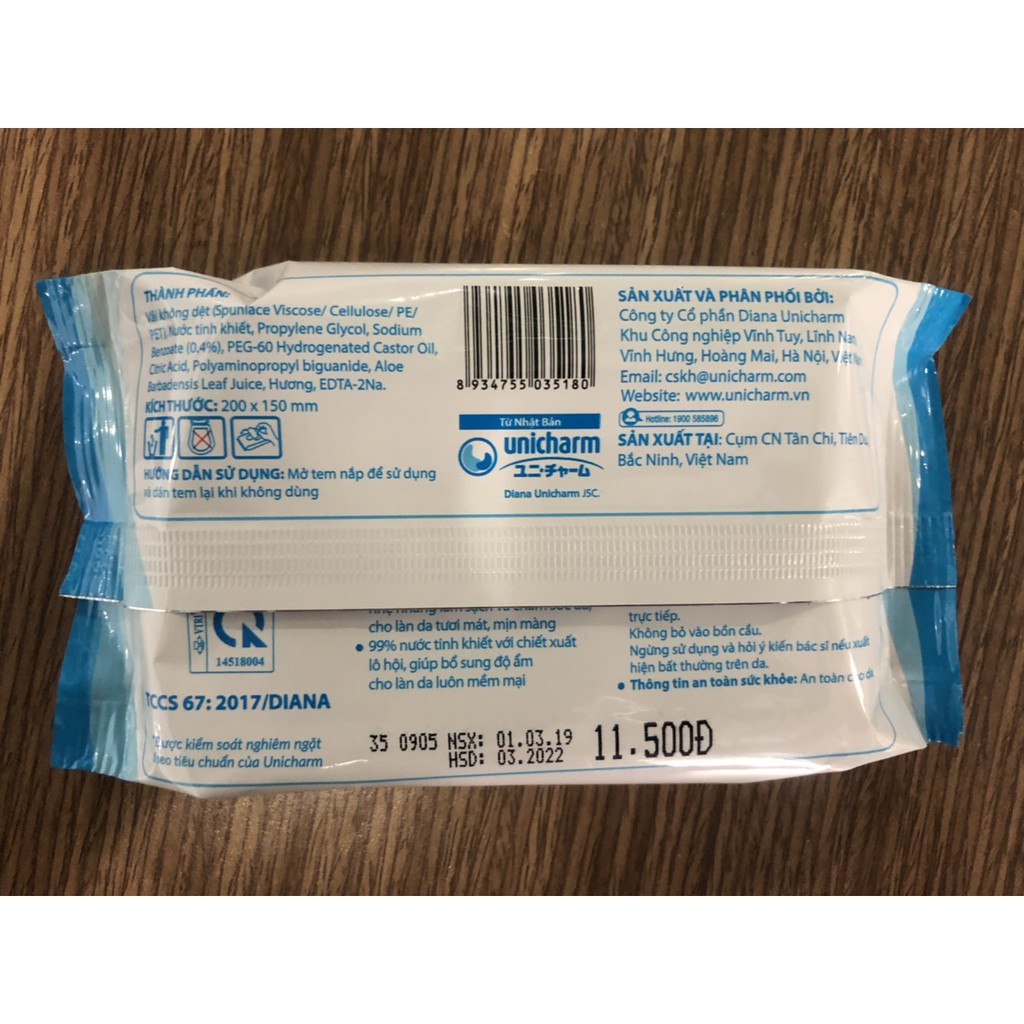 THÀNH PHẦN:
Vải không dệt (Spunlace Viscose/ Cellulose/ PE/
PET), Nước tinh khiết, Propylene Glycol, Sodium
Benzoate (0.4%), PEG-60 Hydrogenated Castor Oil,
Citric Acid, Polyaminopropyl biguanide, Aloe
Barbadensis Leaf Juice, Hương, EDTA-2Na.
KÍCH THƯỚC: 200 x 150 mm
HƯỚNG DẪN SỬ DỤNG: Mở tem nắp để sử dụng
và dán tem lại khi không dùng
8 934755 035180
Từ Nhật Bản
unicharm
ユニ・チャーム
Diana Unicharm JSC.
SẢN XUẤT VÀ PHÂN PHỐI BỞI:
Công ty Cổ phần Diana Unicharm
Khu Công nghiệp Vĩnh Tuy, Lĩnh Nam
Vĩnh Hưng, Hoàng Mai, Hà Nội, Việt Nam
Email: cskh@unicharm.com
Website: www.unicharm.vn
Hotline: 1900 585896
SẢN XUẤT TẠI: Cụm CN Tân Chi, Tiên Du
Bắc Ninh, Việt Nam
14518004
TCCS 67: 2017/DIANA
*Được kiểm soát nghiêm ngặt
theo tiêu chuẩn của Unicharm
cho làn da tươi mát, mịn màng
• 99% nước tinh khiết với chiết xuất
lô hội, giúp bổ sung độ ẩm
cho làn da luôn mềm mại
trực tiếp.
Không bỏ vào bồn cầu.
Ngừng sử dụng và hỏi ý kiến bác sĩ nếu xuất
hiện bất thường trên da.
• Thông tin an toàn sức khỏe: An toàn cho da
35 0905 NSX: 01.03.19
HSD: 03.2022
11.500Đ